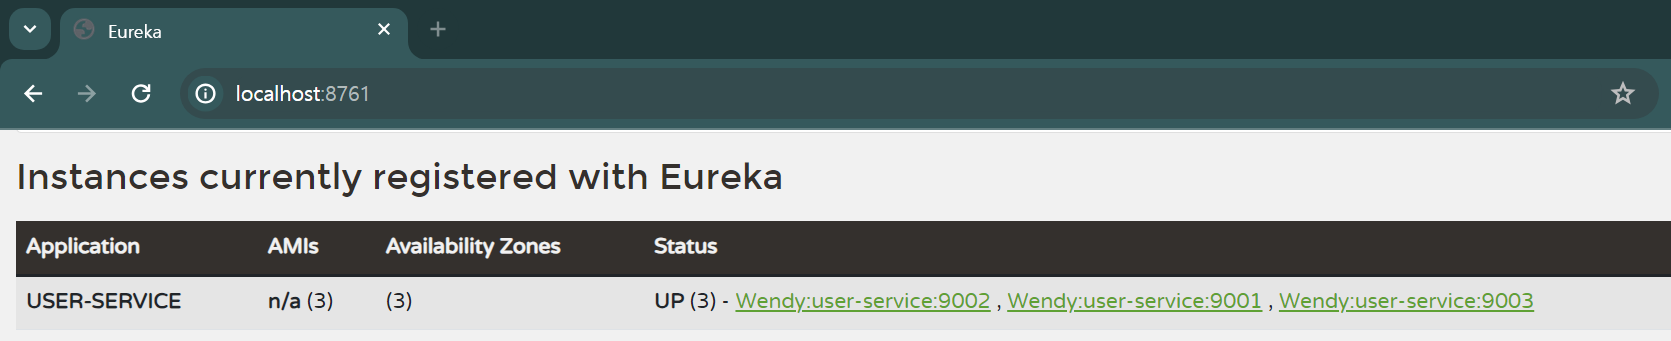 Eureka
localhost:8761
Instances currently registered with Eureka
Application AMIs Availability Zones Status
USER-SERVICE n/a (3) (3) UP (3) - Wendy:user-service:9002 , Wendy:user-service:9001 , Wendy:user-service:9003